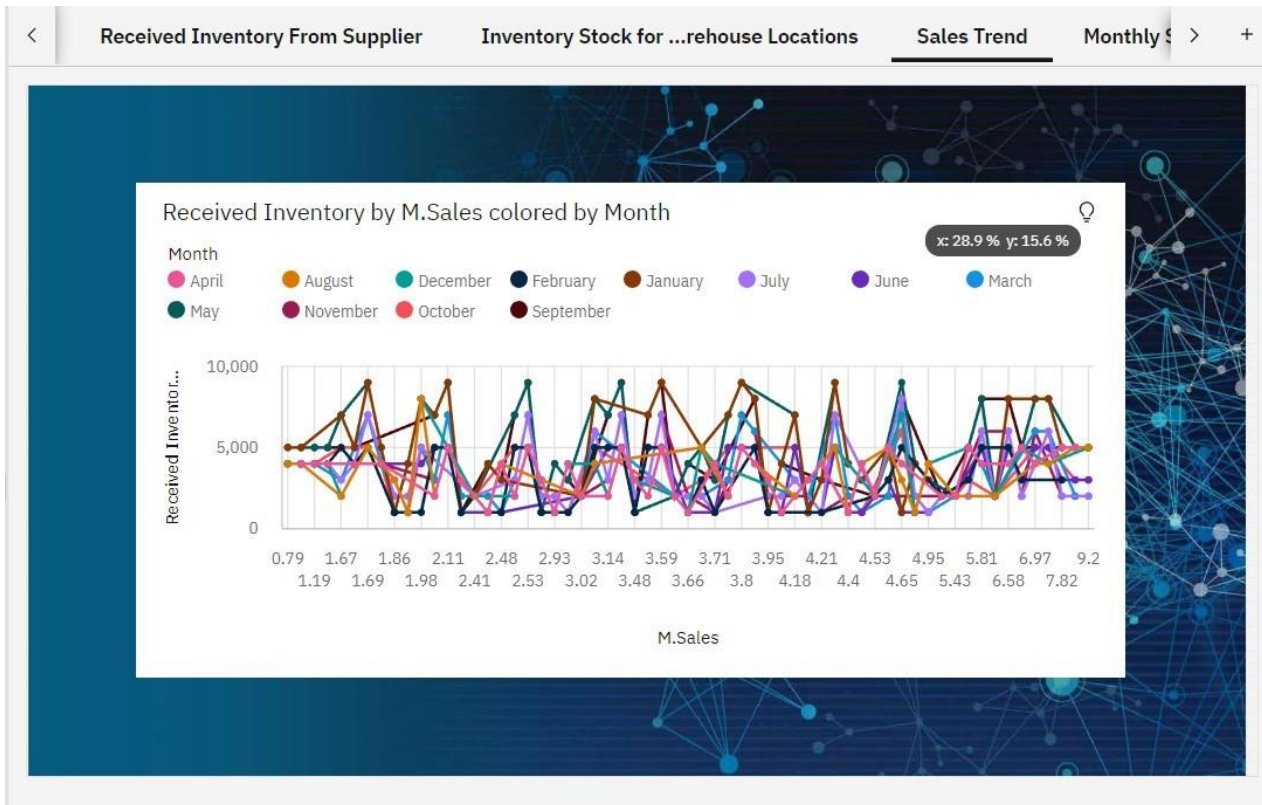 Received Inventory From Supplier Inventory Stock for ...rehouse Locations Sales Trend Monthly S
Received Inventory by M.Sales colored by Month
x: 28.9 % y: 15.6 %
Month
April August December February January July June March
May November October September
10,000
5,000
0
Received Inventor...
0.79 1.67 1.86 2.11 2.48 2.93 3.14 3.59 3.71 3.95 4.21 4.53 4.95 5.81 6.97 9.2
1.19 1.69 1.98 2.41 2.53 3.02 3.48 3.66 3.8 4.18 4.4 4.65 5.43 6.58 7.82
M.Sales